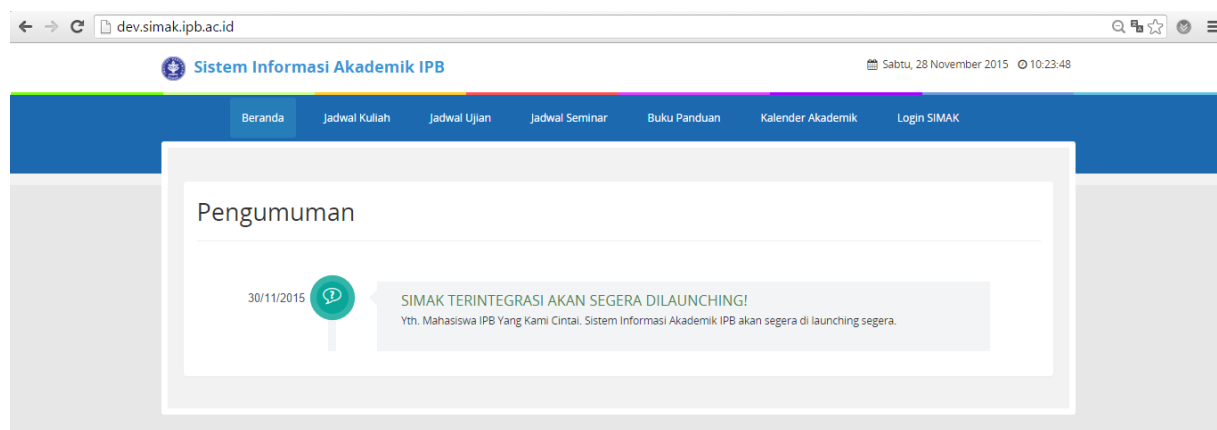 dev.simak.ipb.ac.id
Sistem Informasi Akademik IPB
Sabtu, 28 November 2015 10:23:48
Beranda Jadwal Kuliah Jadwal Ujian Jadwal Seminar Buku Panduan Kalender Akademik Login SIMAK
Pengumuman
30/11/2015
SIMAK TERINTEGRASI AKAN SEGERA DILAUNCHING!
Yth. Mahasiswa IPB Yang Kami Cintai. Sistem Informasi Akademik IPB akan segera di launching segera.